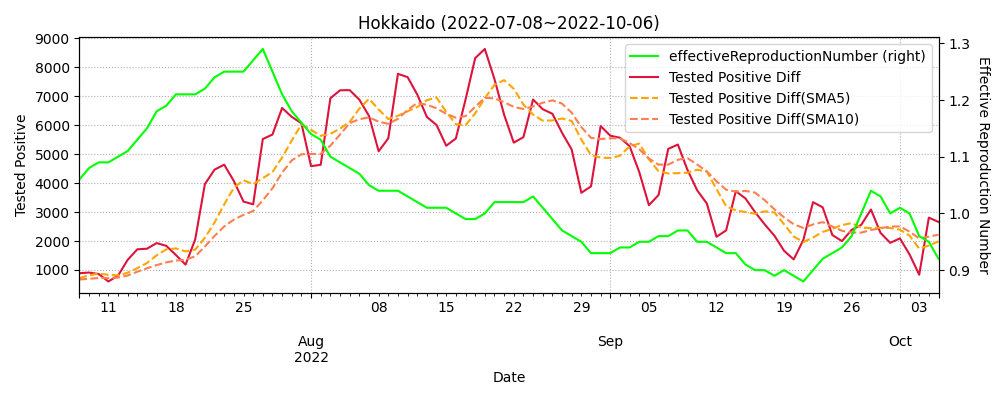 Hokkaido (2022-07-08~2022-10-06)
effectiveReproductionNumber (right)
Tested Positive Diff
Tested Positive Diff(SMA5)
Tested Positive Diff(SMA10)
Tested Positive
9000
8000
7000
6000
5000
4000
3000
2000
1000
1.3
1.2
1.1
1.0
0.9
Effective Reproduction Number
11 18 25 08 15 22 29 05 12 19 26 03
Aug Sep Oct
2022
Date